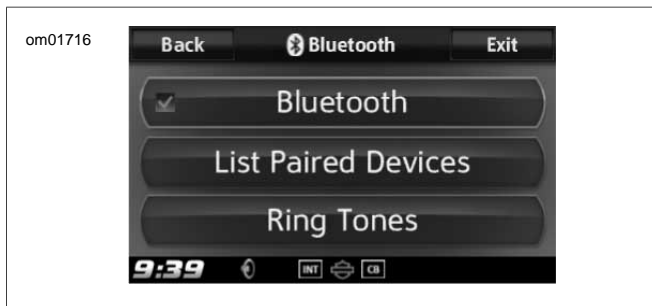 om01716
Back Bluetooth Exit
Bluetooth
List Paired Devices
Ring Tones
9:39 INT CB